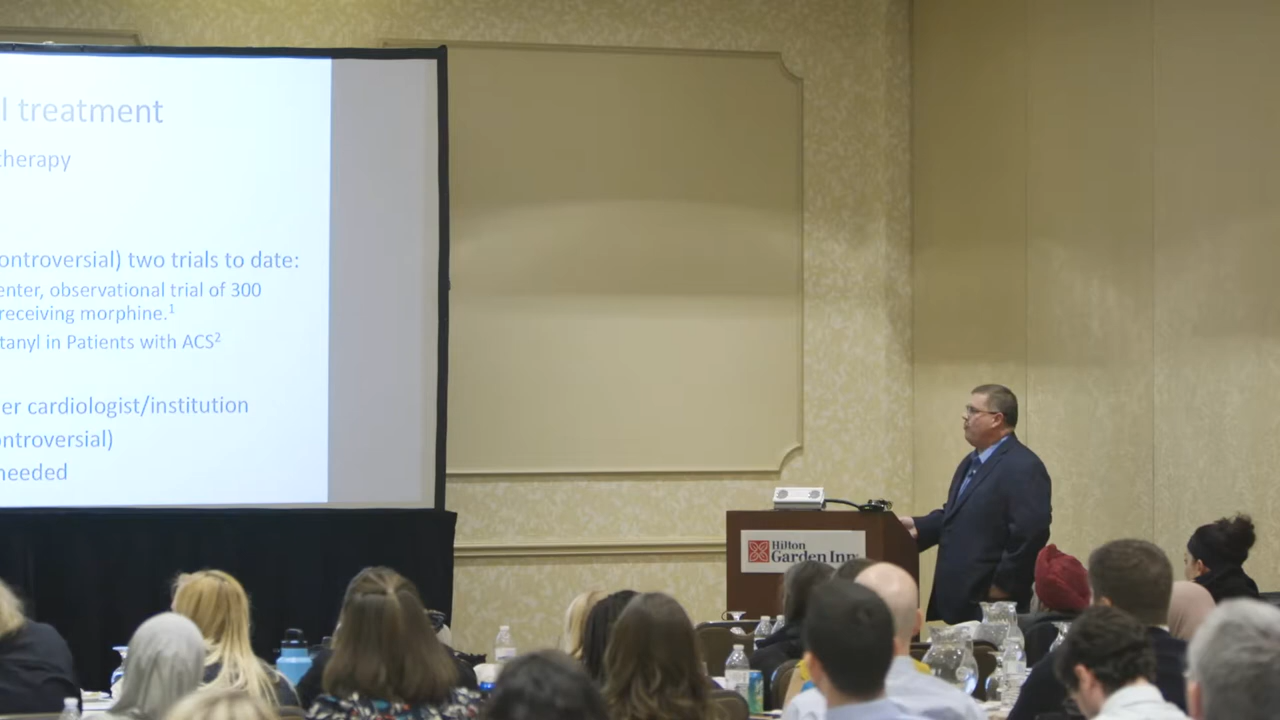 l treatment
therapy
ontroversial) two trials to date:
enter, observational trial of 300
receiving morphine.1
tanyl in Patients with ACS2
er cardiologist/institution
ontroversial)
needed
Hilton
Garden Inn